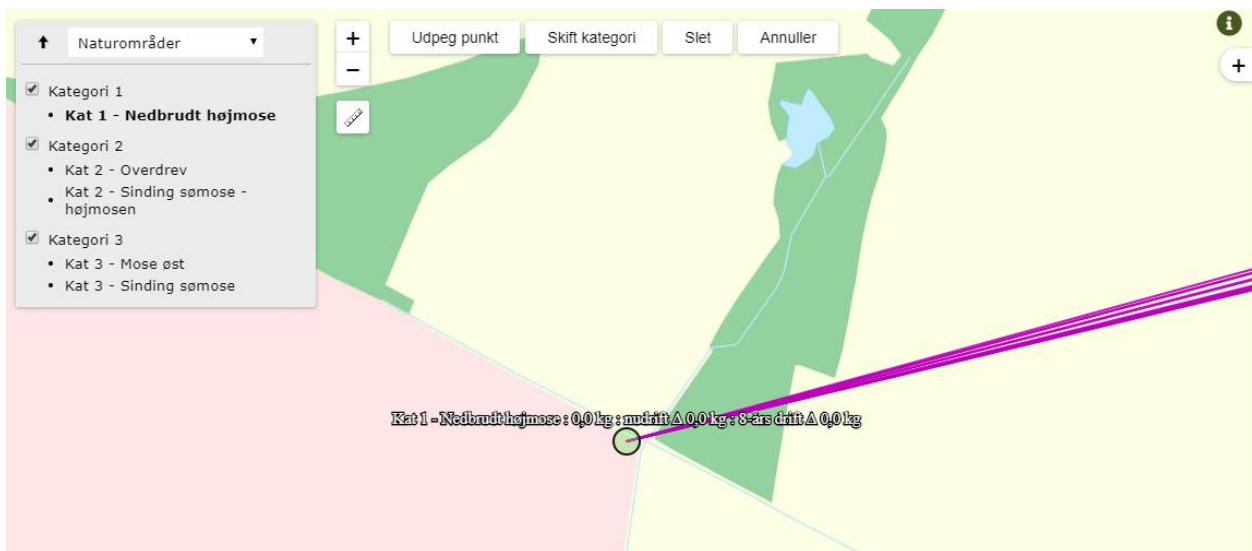 Naturområder
Kategori 1
Kat 1 - Nedbrudt højmose
Kategori 2
Kat 2 - Overdrev
Kat 2 - Sinding sømose -
højmosen
Kategori 3
Kat 3 - Mose øst
Kat 3 - Sinding sømose
+
−
Udpeg punkt Skift kategori Slet Annuller
i
+
Kat 1 - Nedbrudt højmose : 0,0 kg : nudrift Δ 0,0 kg : 8-års drift Δ 0,0 kg